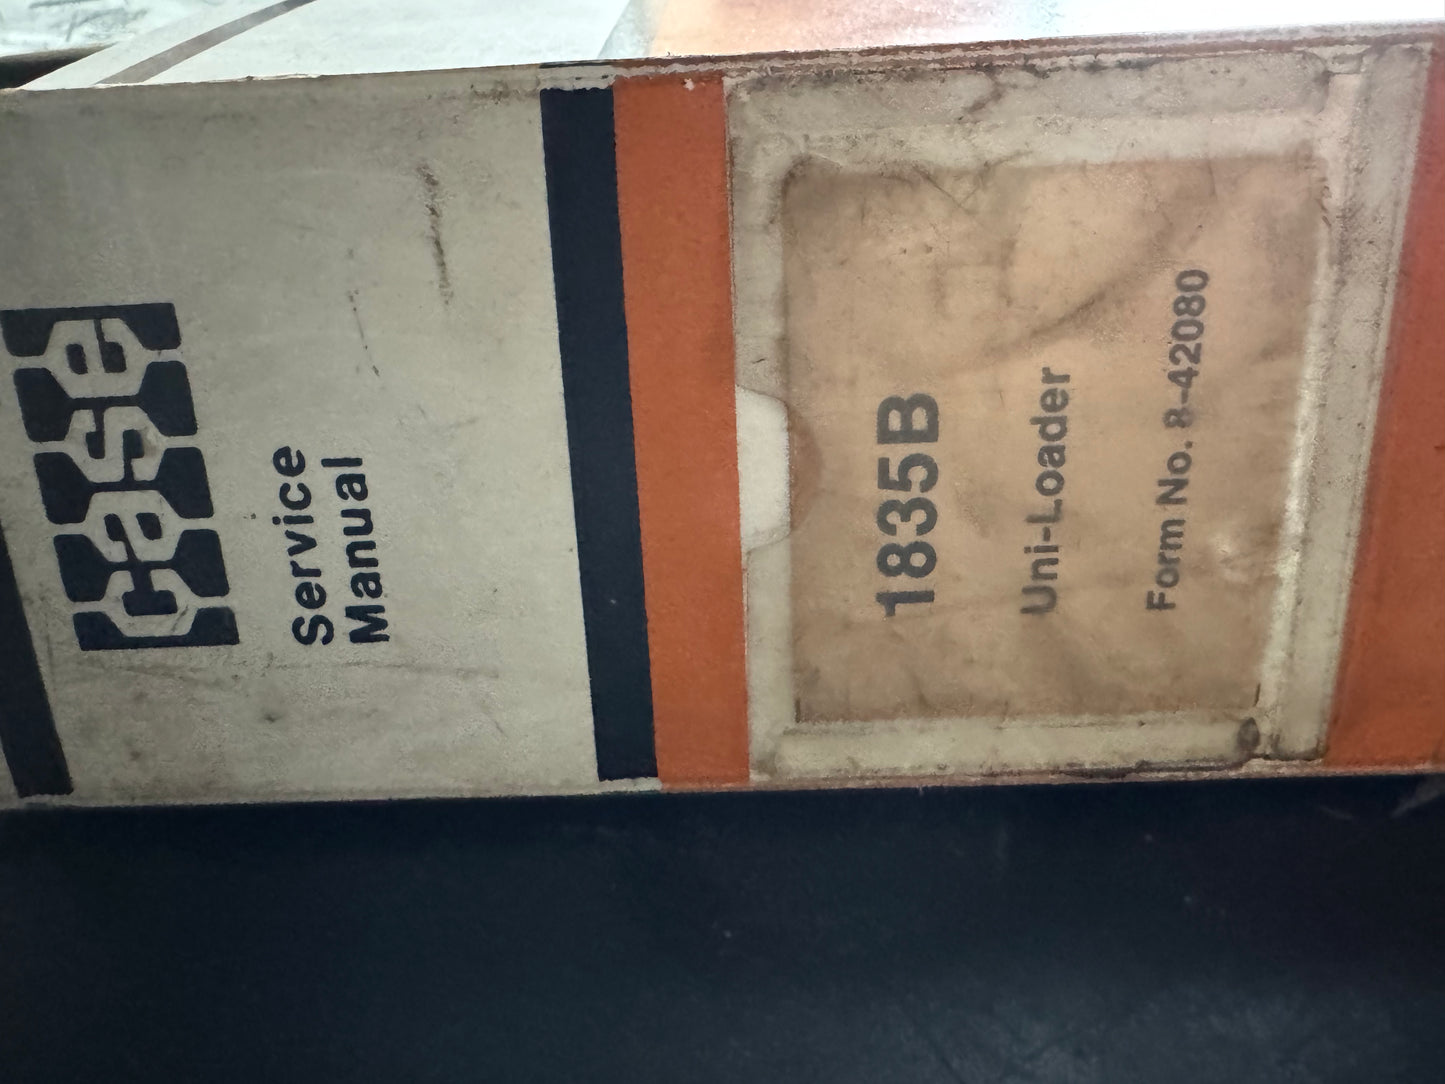 case
Service
Manual
1835B
Uni-Loader
Form No. 8-42080